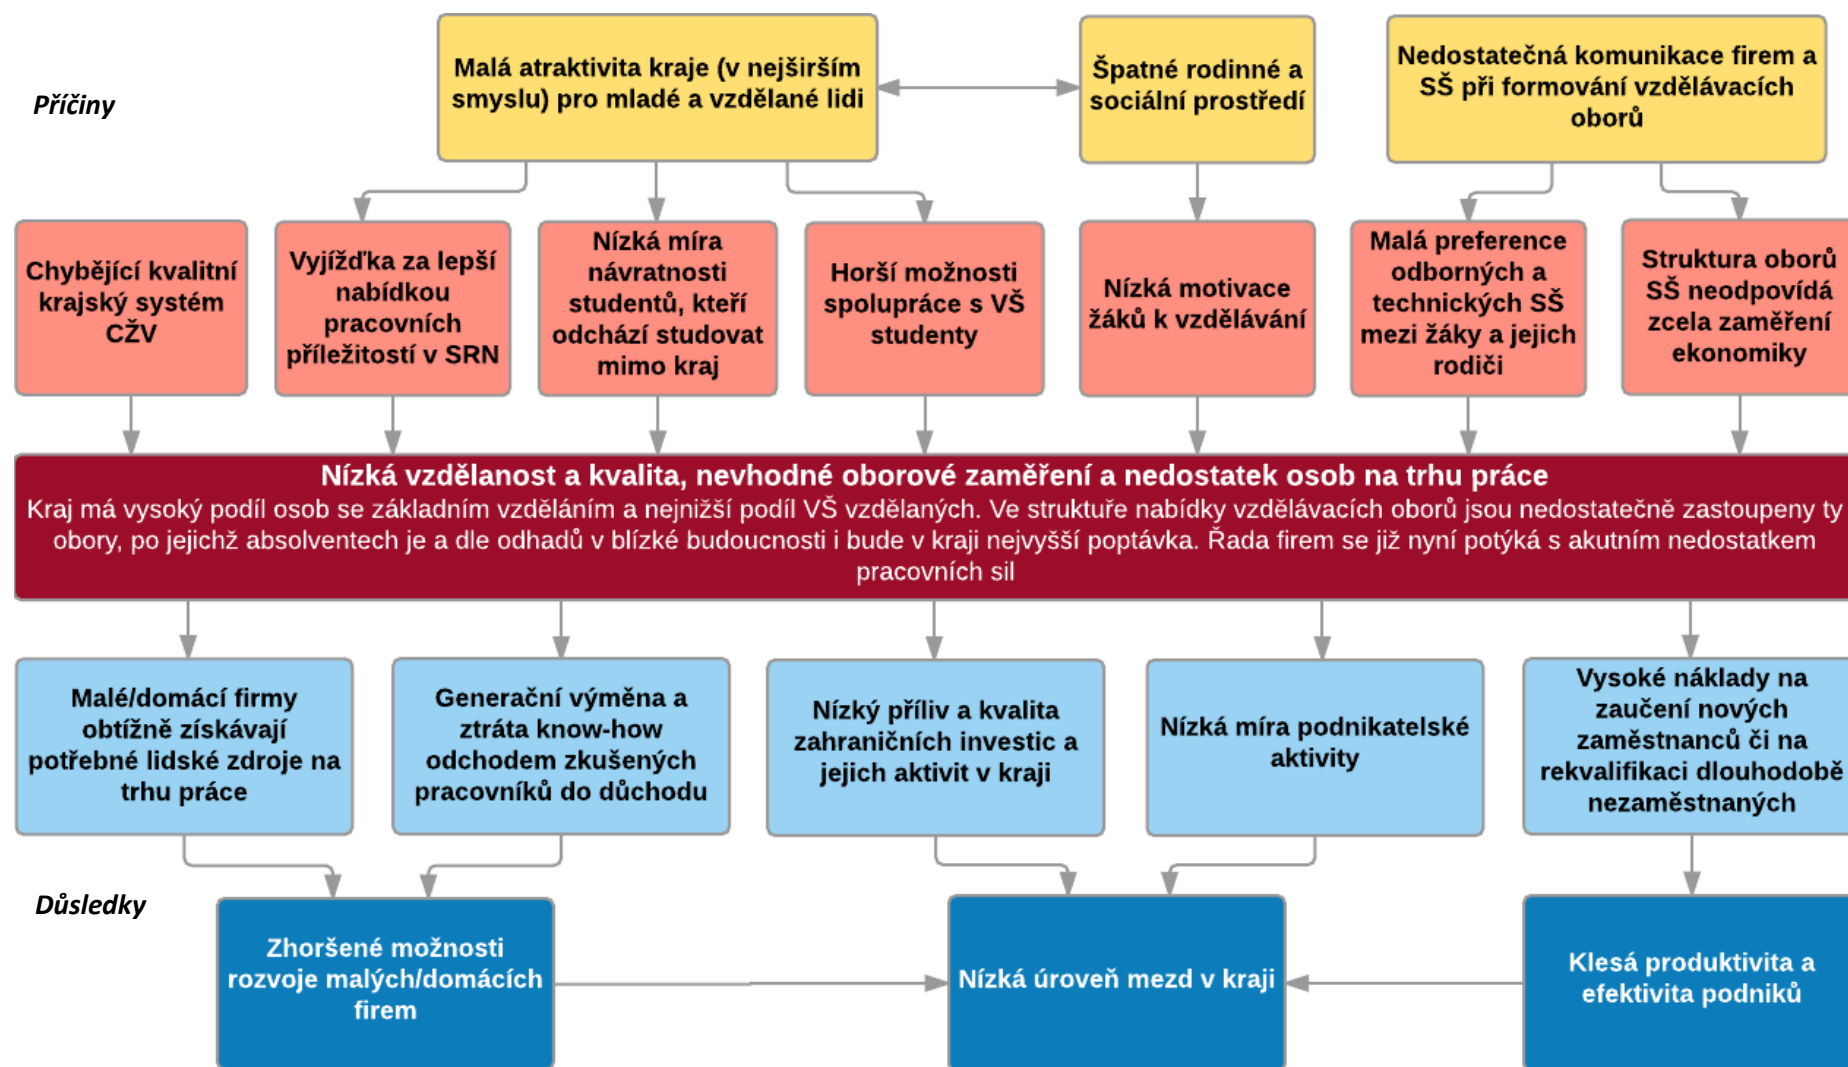 Příčiny
Malá atraktivita kraje (v nejširším
smyslu) pro mladé a vzdělané lidi
Špatné rodinné a
sociální prostředí
Nedostatečná komunikace firem a
SŠ při formování vzdělávacích
oborů
Chybějící kvalitní
krajský systém
CŽV
Vyjížďka za lepší
nabídkou
pracovních
příležitostí v SRN
Nízká míra
návratnosti
studentů, kteří
odchází studovat
mimo kraj
Horší možnosti
spolupráce s VŠ
studenty
Nízká motivace
žáků k vzdělávání
Malá preference
odborných a
technických SŠ
mezi žáky a jejich
rodiči
Struktura oborů
SŠ neodpovídá
zcela zaměření
ekonomiky
Nízká vzdělanost a kvalita, nevhodné oborové zaměření a nedostatek osob na trhu práce
Kraj má vysoký podíl osob se základním vzděláním a nejnižší podíl VŠ vzdělaných. Ve struktuře nabídky vzdělávacích oborů jsou nedostatečně zastoupeny ty
obory, po jejichž absolventech je a dle odhadů v blízké budoucnosti i bude v kraji nejvyšší poptávka. Řada firem se již nyní potýká s akutním nedostatkem
pracovních sil
Malé/domácí firmy
obtížně získávají
potřebné lidské zdroje na
trhu práce
Generační výměna a
ztráta know-how
odchodem zkušených
pracovníků do důchodu
Nízký příliv a kvalita
zahraničních investic a
jejich aktivit v kraji
Nízká míra podnikatelské
aktivity
Vysoké náklady na
zaučení nových
zaměstnanců či na
rekvalifikaci dlouhodobě
nezaměstnaných
Důsledky
Zhoršené možnosti
rozvoje malých/domácích
firem
Nízká úroveň mezd v kraji
Klesá produktivita a
efektivita podniků